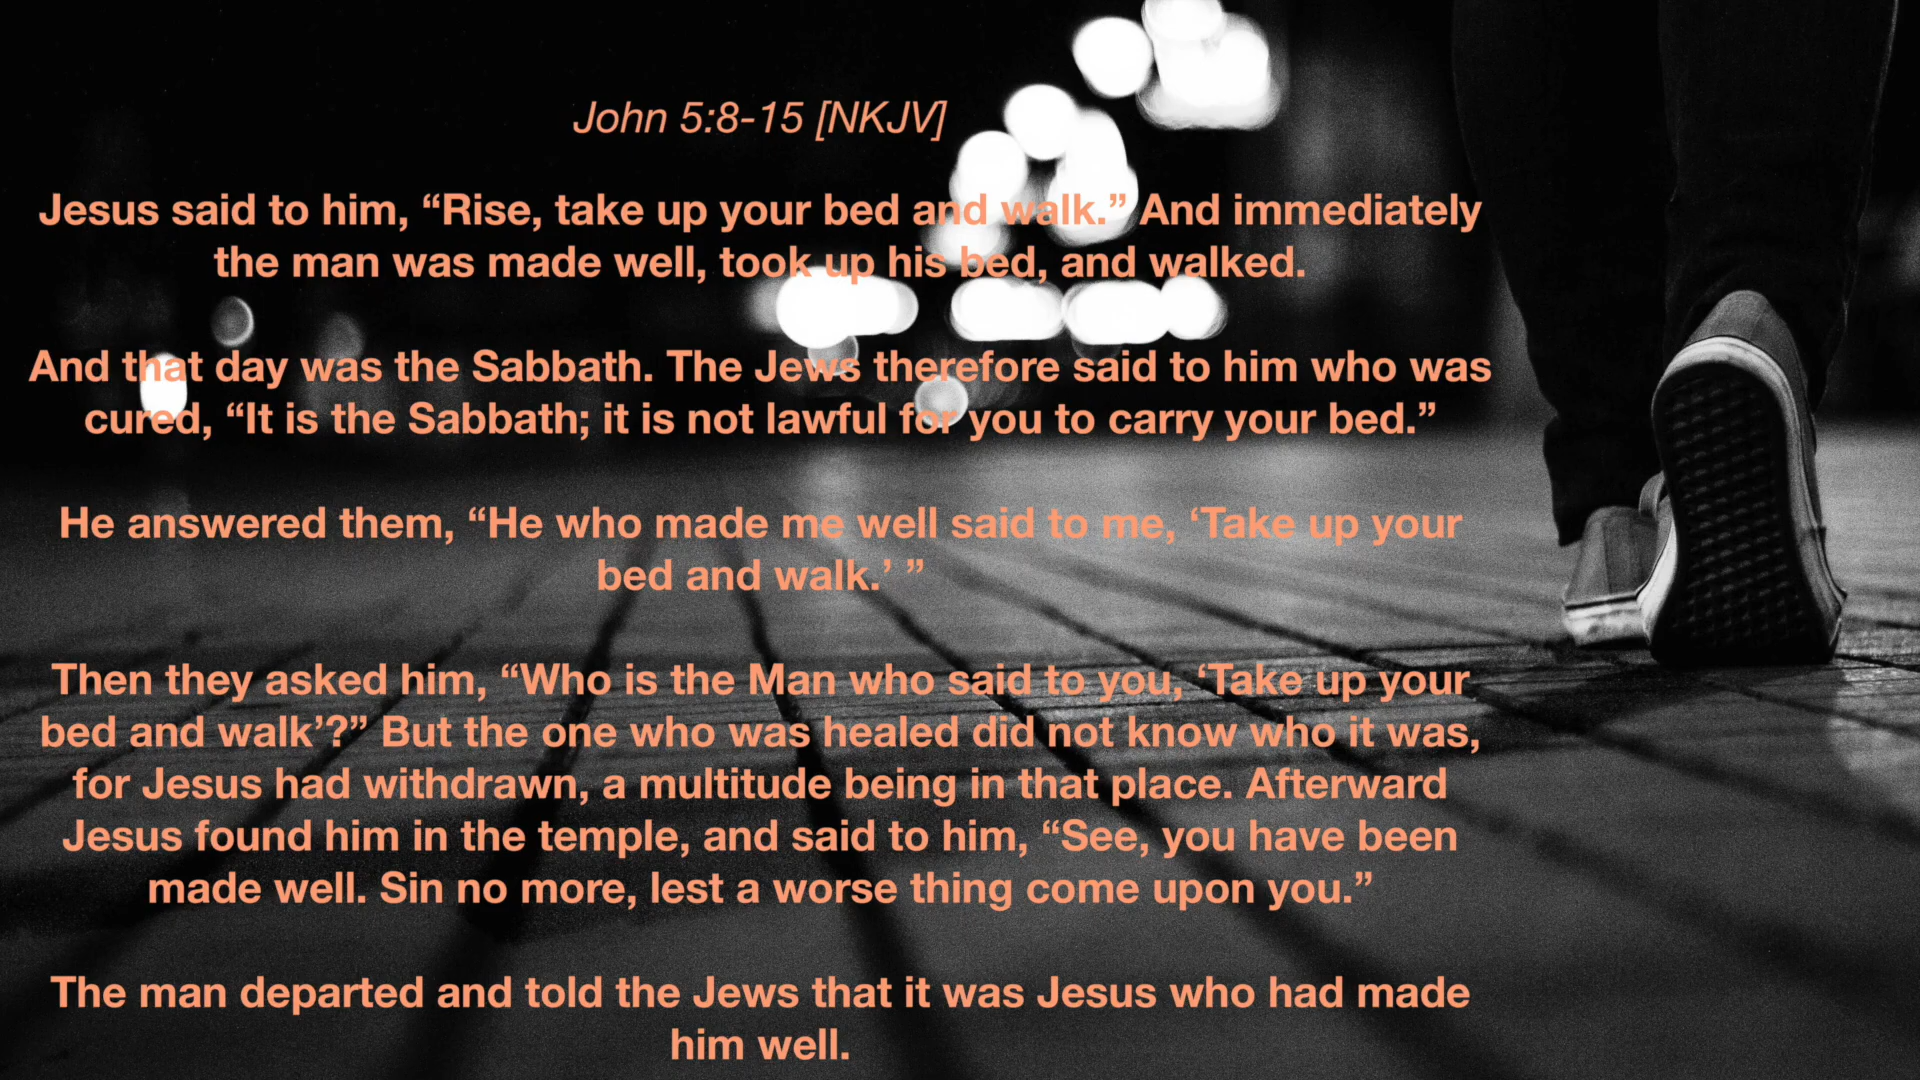 John 5:8-15 [NKJV]
Jesus said to him, “Rise, take up your bed and walk.” And immediately
the man was made well, took up his bed, and walked.
And that day was the Sabbath. The Jews therefore said to him who was
cured, “It is the Sabbath; it is not lawful for you to carry your bed.”
He answered them, “He who made me well said to me, ‘Take up your
bed and walk.’ ”
Then they asked him, “Who is the Man who said to you, ‘Take up your
bed and walk’?” But the one who was healed did not know who it was,
for Jesus had withdrawn, a multitude being in that place. Afterward
Jesus found him in the temple, and said to him, “See, you have been
made well. Sin no more, lest a worse thing come upon you.”
The man departed and told the Jews that it was Jesus who had made
him well.